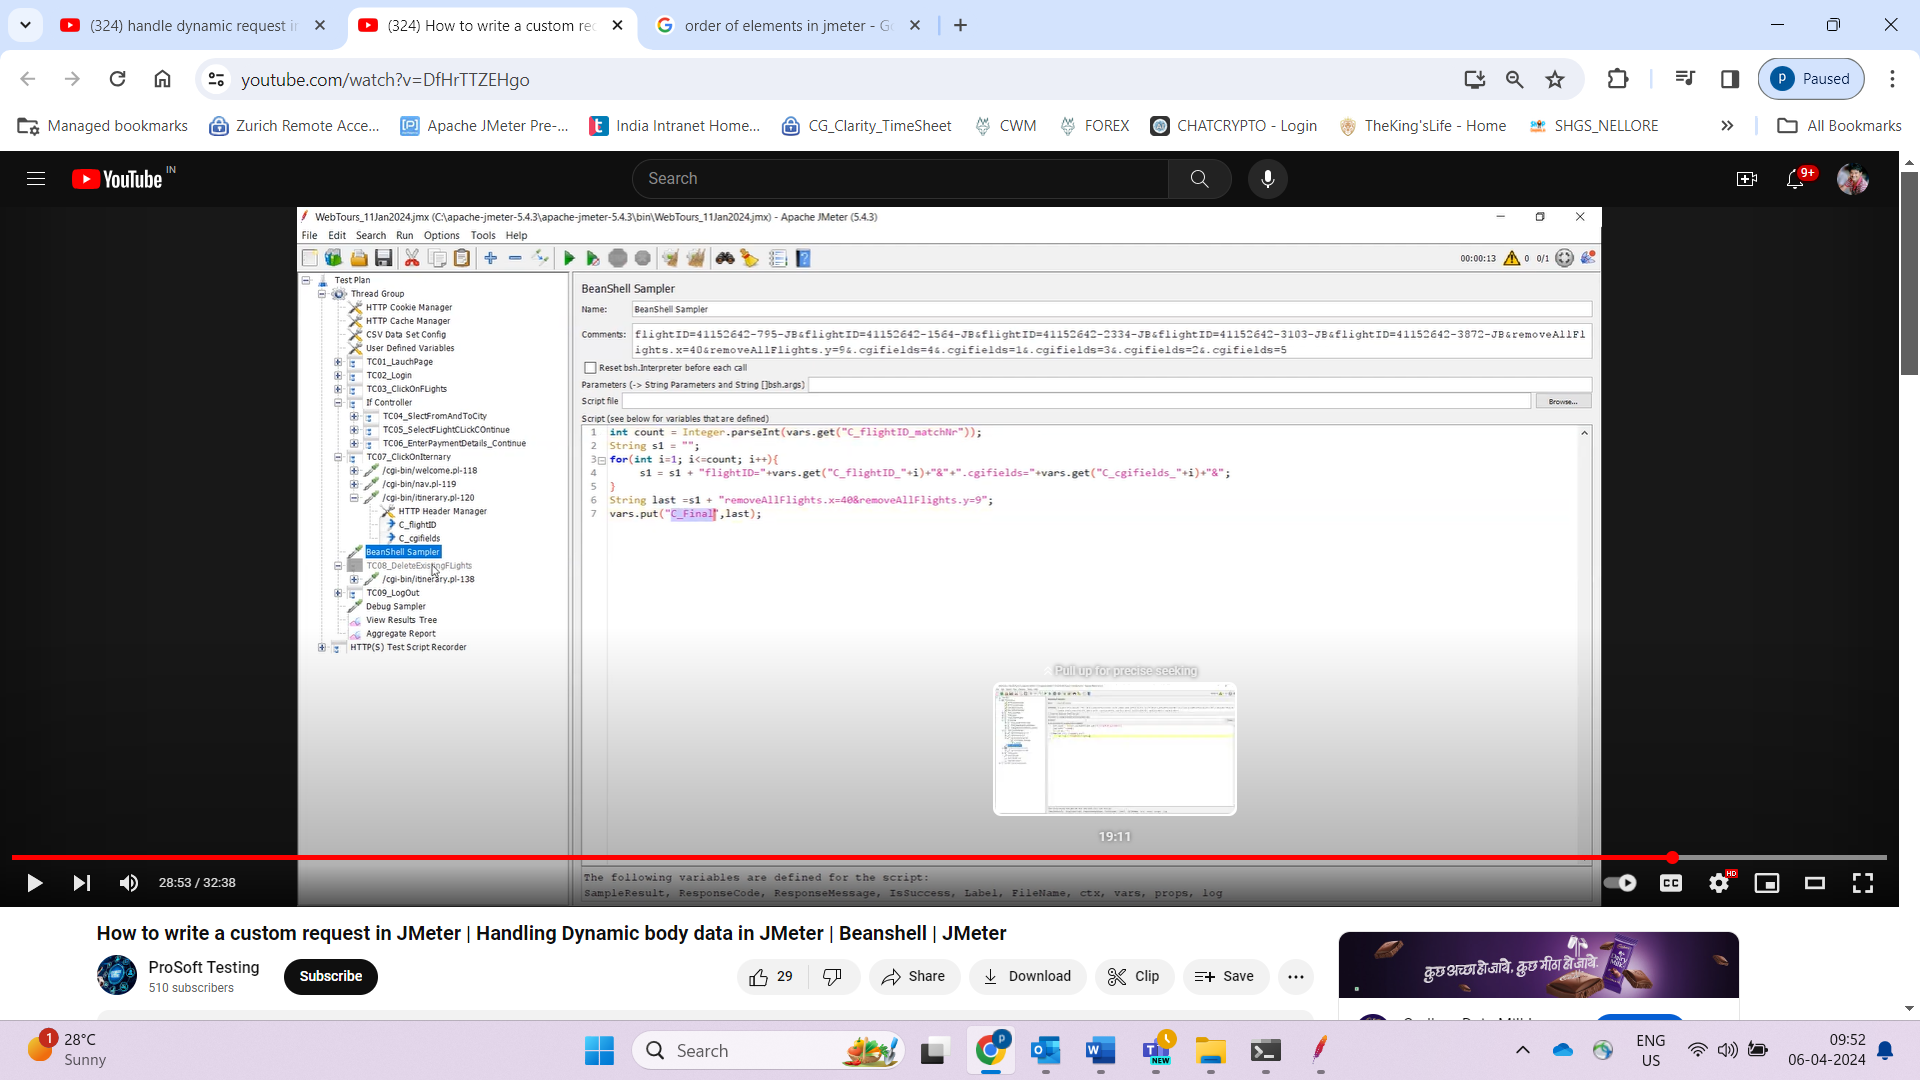 (324) handle dynamic request in
(324) How to write a custom rec
order of elements in jmeter - Go
youtube.com/watch?v=DfHrTTZEHgo
P Paused
Managed bookmarks
Zurich Remote Acce...
Apache JMeter Pre-...
India Intranet Home...
CG_Clarity_TimeSheet
CWM
FOREX
CHATCRYPTO - Login
TheKing'sLife - Home
SHGS_NELLORE
All Bookmarks
YouTube IN
Search
9+
WebTours_11Jan2024.jmx (C:\apache-jmeter-5.4.3\apache-jmeter-5.4.3\bin\WebTours_11Jan2024.jmx) - Apache JMeter (5.4.3)
File Edit Search Run Options Tools Help
00:00:13 0 0/1
Test Plan
Thread Group
HTTP Cookie Manager
HTTP Cache Manager
CSV Data Set Config
User Defined Variables
TC01_LauchPage
TC02_Login
TC03_ClickOnFLights
If Controller
TC04_SlectFromAndToCity
TC05_SelectFLightCLickCOntinue
TC06_EnterPaymentDetails_Continue
TC07_ClickOnIternary
/cgi-bin/welcome.pl-118
/cgi-bin/nav.pl-119
/cgi-bin/itinerary.pl-120
HTTP Header Manager
C_flightID
C_cgifields
BeanShell Sampler
TC08_DeleteExistingFLights
/cgi-bin/itinerary.pl-138
TC09_LogOut
Debug Sampler
View Results Tree
Aggregate Report
HTTP(S) Test Script Recorder
BeanShell Sampler
Name: BeanShell Sampler
Comments: flightID=41152642-795-JB&flightID=41152642-1564-JB&flightID=41152642-2334-JB&flightID=41152642-3103-JB&flightID=41152642-3872-JB&removeAllFl
ights.x=40&removeAllFlights.y=9&.cgifields=4&.cgifields=1&.cgifields=3&.cgifields=2&.cgifields=5
Reset bsh.Interpreter before each call
Parameters (-> String Parameters and String []bsh.args)
Script file
Browse...
Script (see below for variables that are defined)
1 int count = Integer.parseInt(vars.get("C_flightID_matchNr"));
2 String s1 = "";
3 for(int i=1; i<=count; i++){
4 s1 = s1 + "flightID="+vars.get("C_flightID_"+i)+"&"+".cgifields="+vars.get("C_cgifields_"+i)+"&";
5 }
6 String last =s1 + "removeAllFlights.x=40&removeAllFlights.y=9";
7 vars.put("C_Final",last);
Pull up for precise seeking
19:11
The following variables are defined for the script:
SampleResult, ResponseCode, ResponseMessage, IsSuccess, Label, FileName, ctx, vars, props, log
28:53 / 32:38
CC
HD
How to write a custom request in JMeter | Handling Dynamic body data in JMeter | Beanshell | JMeter
ProSoft Testing
510 subscribers
Subscribe
29
Share
Download
Clip
Save
कुछ अच्छा हो जाये, कुछ मीठा हो जाये.
1
28°C
Sunny
Search
NEW
ENG
US
09:52
06-04-2024